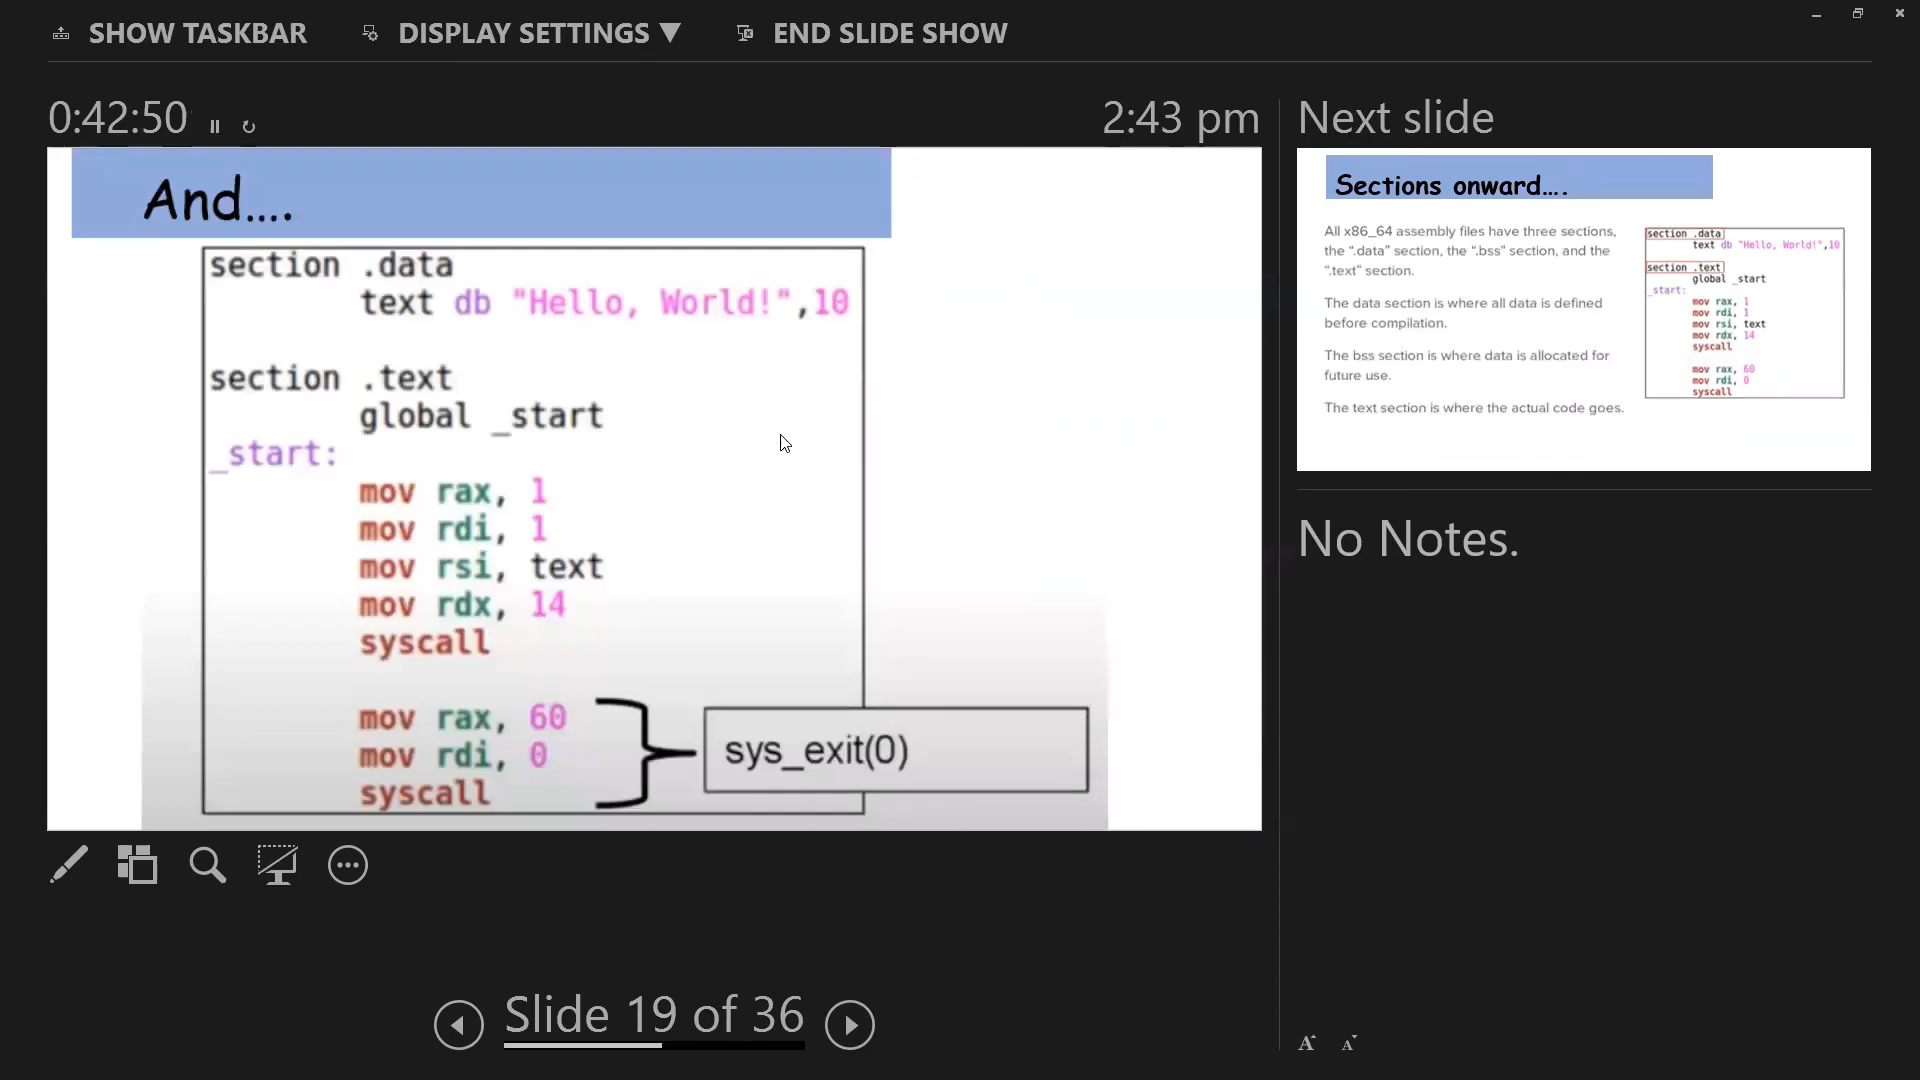 SHOW TASKBAR
DISPLAY SETTINGS ▼
END SLIDE SHOW
0:42:50
2:43 pm
And....
section .data
text db "Hello, World!",10
section .text
global _start
_start:
mov rax, 1
mov rdi, 1
mov rsi, text
mov rdx, 14
syscall
mov rax, 60
mov rdi, 0
syscall
sys_exit(0)
Slide 19 of 36
Next slide
Sections onward....
All x86_64 assembly files have three sections,
the “.data” section, the “.bss” section, and the
“.text” section.
The data section is where all data is defined
before compilation.
The bss section is where data is allocated for
future use.
The text section is where the actual code goes.
section .data
text db "Hello, World!",10
section .text
global _start
_start:
mov rax, 1
mov rdi, 1
mov rsi, text
mov rdx, 14
syscall
mov rax, 60
mov rdi, 0
syscall
No Notes.
A A